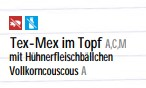 Tex-Mex im Topf A,C,M
mit Hühnerfleischbällchen
Vollkorncouscous A